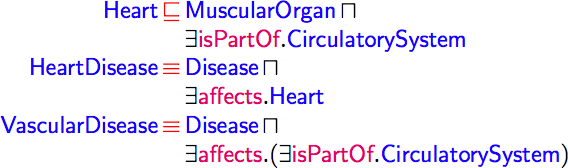 Heart ⊑ MuscularOrgan ⊓
∃isPartOf.CirculatorySystem
HeartDisease ≡ Disease ⊓
∃affects.Heart
VascularDisease ≡ Disease ⊓
∃affects.(∃isPartOf.CirculatorySystem)